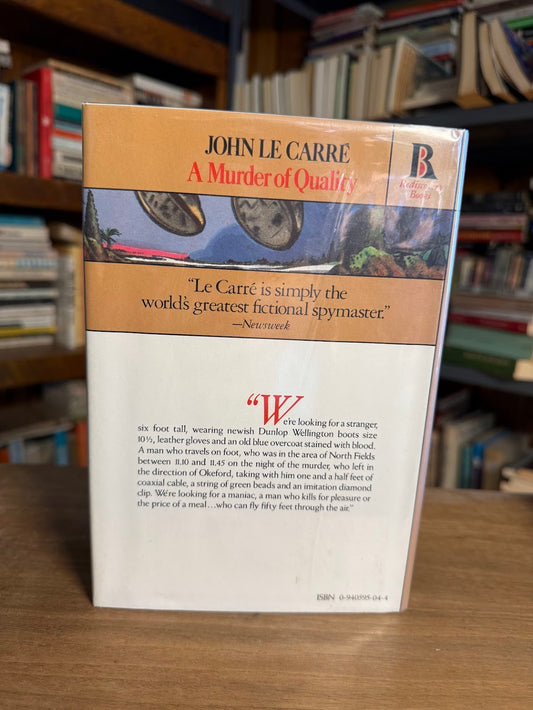 JOHN LE CARRÉ
A Murder of Quality
B
Books
"Le Carré is simply the
world's greatest fictional spymaster."
—Newsweek
"We're looking for a stranger,
six foot tall, wearing newish Dunlop Wellington boots size
10½, leather gloves and an old blue overcoat stained with blood.
A man who travels on foot, who was in the area of North Fields
between 11.10 and 11.45 on the night of the murder, who left in
the direction of Okeford, taking with him one and a half feet of
coaxial cable, a string of green beads and an imitation diamond
clip. We're looking for a maniac, a man who kills for pleasure or
the price of a meal...who can fly fifty feet through the air."
ISBN 0-940595-04-4